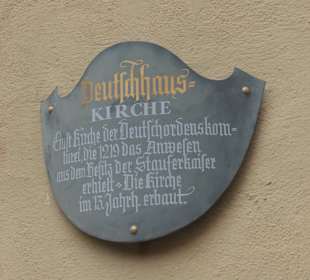 Deutschhaus=
KIRCHE
Einst Kirche der Deutschordenskom=
turei, die 1219 das Anwesen
aus dem Besitz der Stauferkaiser
erhielt · Die Kirche
im 13. Jahrh. erbaut.